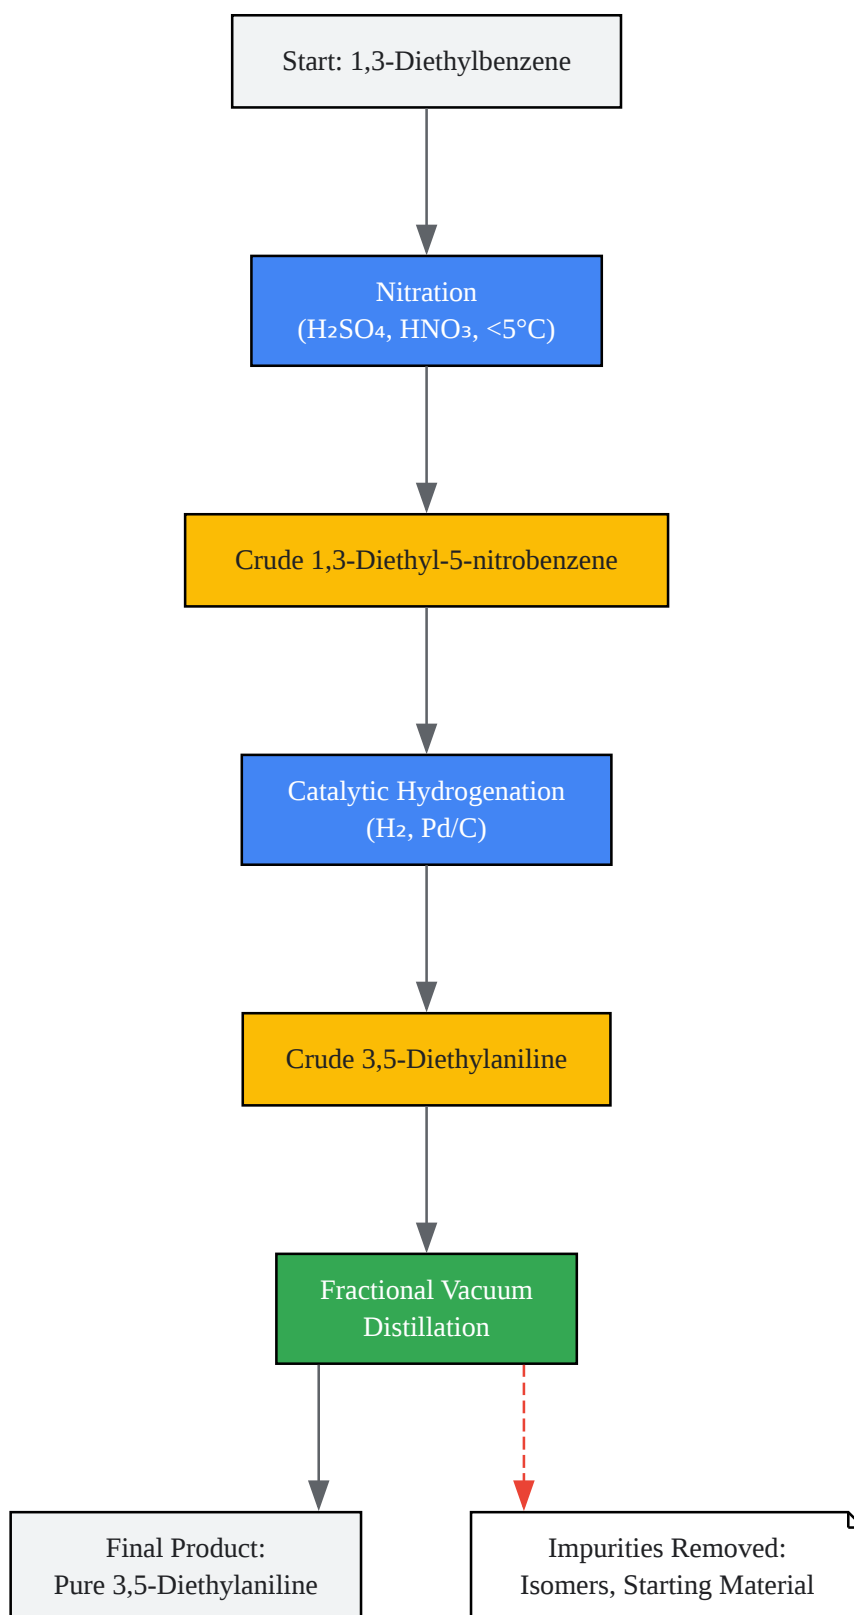 Start: 1,3-Diethylbenzene
Nitration
(H₂SO₄, HNO₃, <5°C)
Crude 1,3-Diethyl-5-nitrobenzene
Catalytic Hydrogenation
(H₂, Pd/C)
Crude 3,5-Diethylaniline
Fractional Vacuum
Distillation
Final Product:
Pure 3,5-Diethylaniline
Impurities Removed:
Isomers, Starting Material